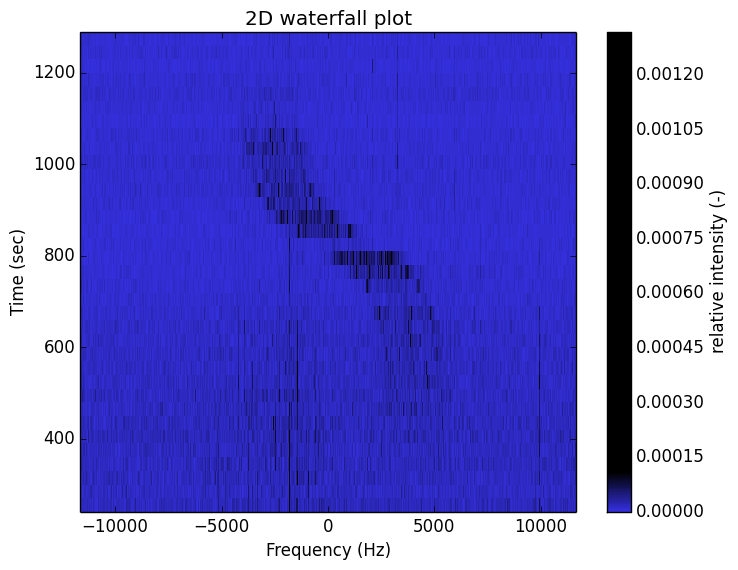 2D waterfall plot
1200
1000
800
600
400
Time (sec)
−10000 −5000 0 5000 10000
Frequency (Hz)
0.00120
0.00105
0.00090
0.00075
0.00060
0.00045
0.00030
0.00015
0.00000
relative intensity (-)